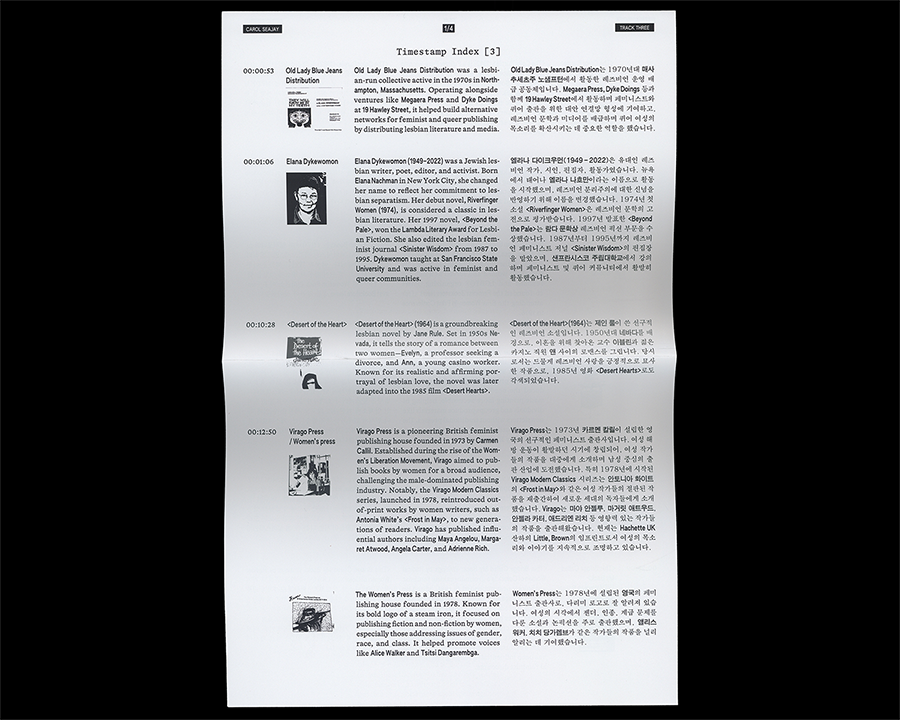 CAROL SEAJAY
1/4
TRACK THREE
Timestamp Index [3]
00:00:53
Old Lady Blue Jeans
Distribution
Old Lady Blue Jeans Distribution was a lesbi-
an-run collective active in the 1970s in North-
ampton, Massachusetts. Operating alongside
ventures like Megaera Press and Dyke Doings
at 19 Hawley Street, it helped build alternative
networks for feminist and queer publishing
by distributing lesbian literature and media.
Old Lady Blue Jeans Distribution는 1970년대 매사
추세츠주 노샘프턴에서 활동한 레즈비언 운영 배
급 공동체입니다. Megaera Press, Dyke Doings 등과
함께 19 Hawley Street에서 활동하며 페미니스트와
퀴어 출판을 위한 대안 연결망 형성에 기여하고,
레즈비언 문학과 미디어를 배급하며 퀴어 여성의
목소리를 확산시키는 데 중요한 역할을 했습니다.
00:01:06
Elana Dykewomon
Elana Dykewomon (1949–2022) was a Jewish les-
bian writer, poet, editor, and activist. Born
Elana Nachman in New York City, she changed
her name to reflect her commitment to les-
bian separatism. Her debut novel, Riverfinger
Women (1974), is considered a classic in les-
bian literature. Her 1997 novel, <Beyond the
Pale>, won the Lambda Literary Award for Lesbi-
an Fiction. She also edited the lesbian fem-
inist journal <Sinister Wisdom> from 1987 to
1995. Dykewomon taught at San Francisco State
University and was active in feminist and
queer communities.
엘라나 다이크우먼(1949–2022)은 유대인 레즈
비언 작가, 시인, 편집자, 활동가였습니다. 뉴욕
에서 태어나 엘라나 나흐만이라는 이름으로 활동
을 시작했으며, 레즈비언 분리주의에 대한 신념을
반영하기 위해 이름을 변경했습니다. 1974년 첫
소설 <Riverfinger Women>은 레즈비언 문학의 고
전으로 평가받습니다. 1997년 발표한 <Beyond
the Pale>는 람다 문학상 레즈비언 픽션 부문을 수
상했습니다. 1987년부터 1995년까지 레즈비
언 페미니스트 저널 <Sinister Wisdom>의 편집장
을 맡았으며, 샌프란시스코 주립대학교에서 강의
하며 페미니스트 및 퀴어 커뮤니티에서 활발히
활동했습니다.
00:10:28
<Desert of the Heart>
The
Desert of
the Heart
<Desert of the Heart> (1964) is a groundbreaking
lesbian novel by Jane Rule. Set in 1950s Ne-
vada, it tells the story of a romance between
two women—Evelyn, a professor seeking a
divorce, and Ann, a young casino worker.
Known for its realistic and affirming por-
trayal of lesbian love, the novel was later
adapted into the 1985 film <Desert Hearts>.
<Desert of the Heart>(1964)는 제인 룰이 쓴 선구적
인 레즈비언 소설입니다. 1950년대 네바다를 배
경으로, 이혼을 위해 찾아온 교수 이블린과 젊은
카지노 직원 앤 사이의 로맨스를 그립니다. 당시
로서는 드물게 레즈비언 사랑을 긍정적으로 묘사
한 작품으로, 1985년 영화 <Desert Hearts>로도
각색되었습니다.
00:12:50
Virago Press
/ Women's press
Virago Press is a pioneering British feminist
publishing house founded in 1973 by Carmen
Callil. Established during the rise of the Wom-
en's Liberation Movement, Virago aimed to pub-
lish books by women for a broad audience,
challenging the male-dominated publishing
industry. Notably, the Virago Modern Classics
series, launched in 1978, reintroduced out-
of-print works by women writers, such as
Antonia White's <Frost in May>, to new genera-
tions of readers. Virago has published influ-
ential authors including Maya Angelou, Marga-
ret Atwood, Angela Carter, and Adrienne Rich.
Virago Press는 1973년 카르멘 칼릴이 설립한 영
국의 선구적인 페미니스트 출판사입니다. 여성 해
방 운동이 활발하던 시기에 창립되어, 여성 작가
들의 작품을 대중에게 소개하며 남성 중심의 출
판 산업에 도전했습니다. 특히 1978년에 시작된
Virago Modern Classics 시리즈는 안토니아 화이트
의 <Frost in May>와 같은 여성 작가들의 절판된 작
품을 재출간하여 새로운 세대의 독자들에게 소개
했습니다. Virago는 마야 안젤루, 마거릿 애트우드,
안젤라 카터, 애드리엔 리치 등 영향력 있는 작가들
의 작품을 출판해왔습니다. 현재는 Hachette UK
산하의 Little, Brown의 임프린트로서 여성의 목소
리와 이야기를 지속적으로 조명하고 있습니다.
The Women's Press is a British feminist pub-
lishing house founded in 1978. Known for
its bold logo of a steam iron, it focused on
publishing fiction and non-fiction by women,
especially those addressing issues of gender,
race, and class. It helped promote voices
like Alice Walker and Tsitsi Dangarembga.
Women's Press는 1978년에 설립된 영국의 페미
니스트 출판사로, 다리미 로고로 잘 알려져 있습
니다. 여성의 시각에서 젠더, 인종, 계급 문제를
다룬 소설과 논픽션을 주로 출판했으며, 앨리스
워커, 치치 당가렘브가 같은 작가들의 작품을 널리
알리는 데 기여했습니다.